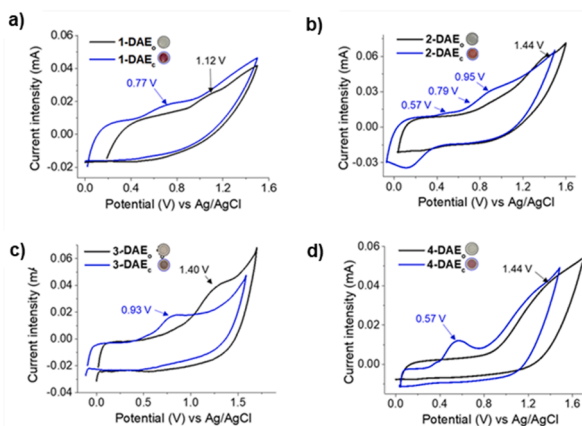 a)
1-DAEo
1-DAEc
0.77 V
1.12 V
Current intensity (mA)
0.06
0.04
0.02
0.00
-0.02
0.0 0.4 0.8 1.2 1.6
Potential (V) vs Ag/AgCl
b)
2-DAEo
2-DAEc
1.44 V
0.95 V
0.79 V
0.57 V
Current intensity (mA)
0.06
0.03
0.00
-0.03
0.0 0.4 0.8 1.2 1.6
Potential (V) vs Ag/AgCl
c)
3-DAEo
3-DAEc
1.40 V
0.93 V
Current intensity (m
0.08
0.06
0.04
0.02
0.00
-0.02
-0.04
0.0 0.5 1.0 1.5
Potential (V) vs Ag/AgCl
d)
4-DAEo
4-DAEc
1.44 V
0.57 V
Current intensity (mA)
0.06
0.04
0.02
0.00
0.0 0.4 0.8 1.2 1.6
Potential (V) vs Ag/AgCl